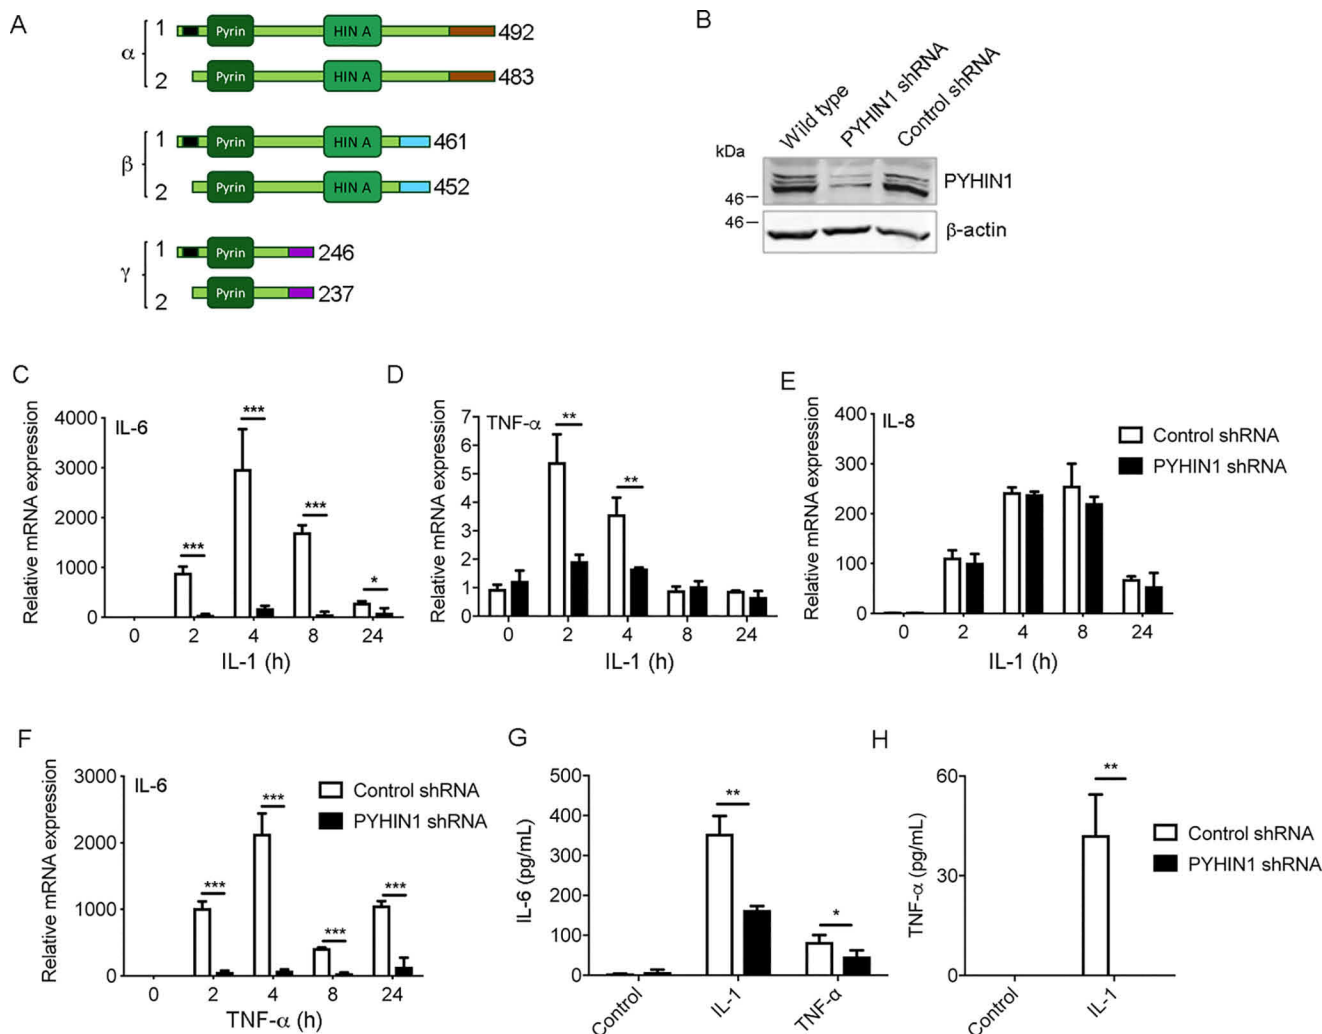 A
α
1 Pyrin HIN A 492
2 Pyrin HIN A 483
β
1 Pyrin HIN A 461
2 Pyrin HIN A 452
γ
1 Pyrin 246
2 Pyrin 237
B
Wild type
PYHIN1 shRNA
Control shRNA
kDa
46
PYHIN1
46
β-actin
C
IL-6
Relative mRNA expression
4000
3000
2000
1000
0
*** *** *** *
0 2 4 8 24
IL-1 (h)
D
TNF-α
Relative mRNA expression
7
6
5
4
3
2
1
0
** **
0 2 4 8 24
IL-1 (h)
E
IL-8
Relative mRNA expression
400
300
200
100
0
0 2 4 8 24
IL-1 (h)
Control shRNA
PYHIN1 shRNA
F
IL-6
Relative mRNA expression
3000
2000
1000
0
*** *** *** ***
0 2 4 8 24
TNF-α (h)
Control shRNA
PYHIN1 shRNA
G
IL-6 (pg/mL)
500
400
300
200
100
0
** *
Control IL-1 TNF-α
H
TNF-α (pg/mL)
60
30
0
**
Control IL-1
Control shRNA
PYHIN1 shRNA